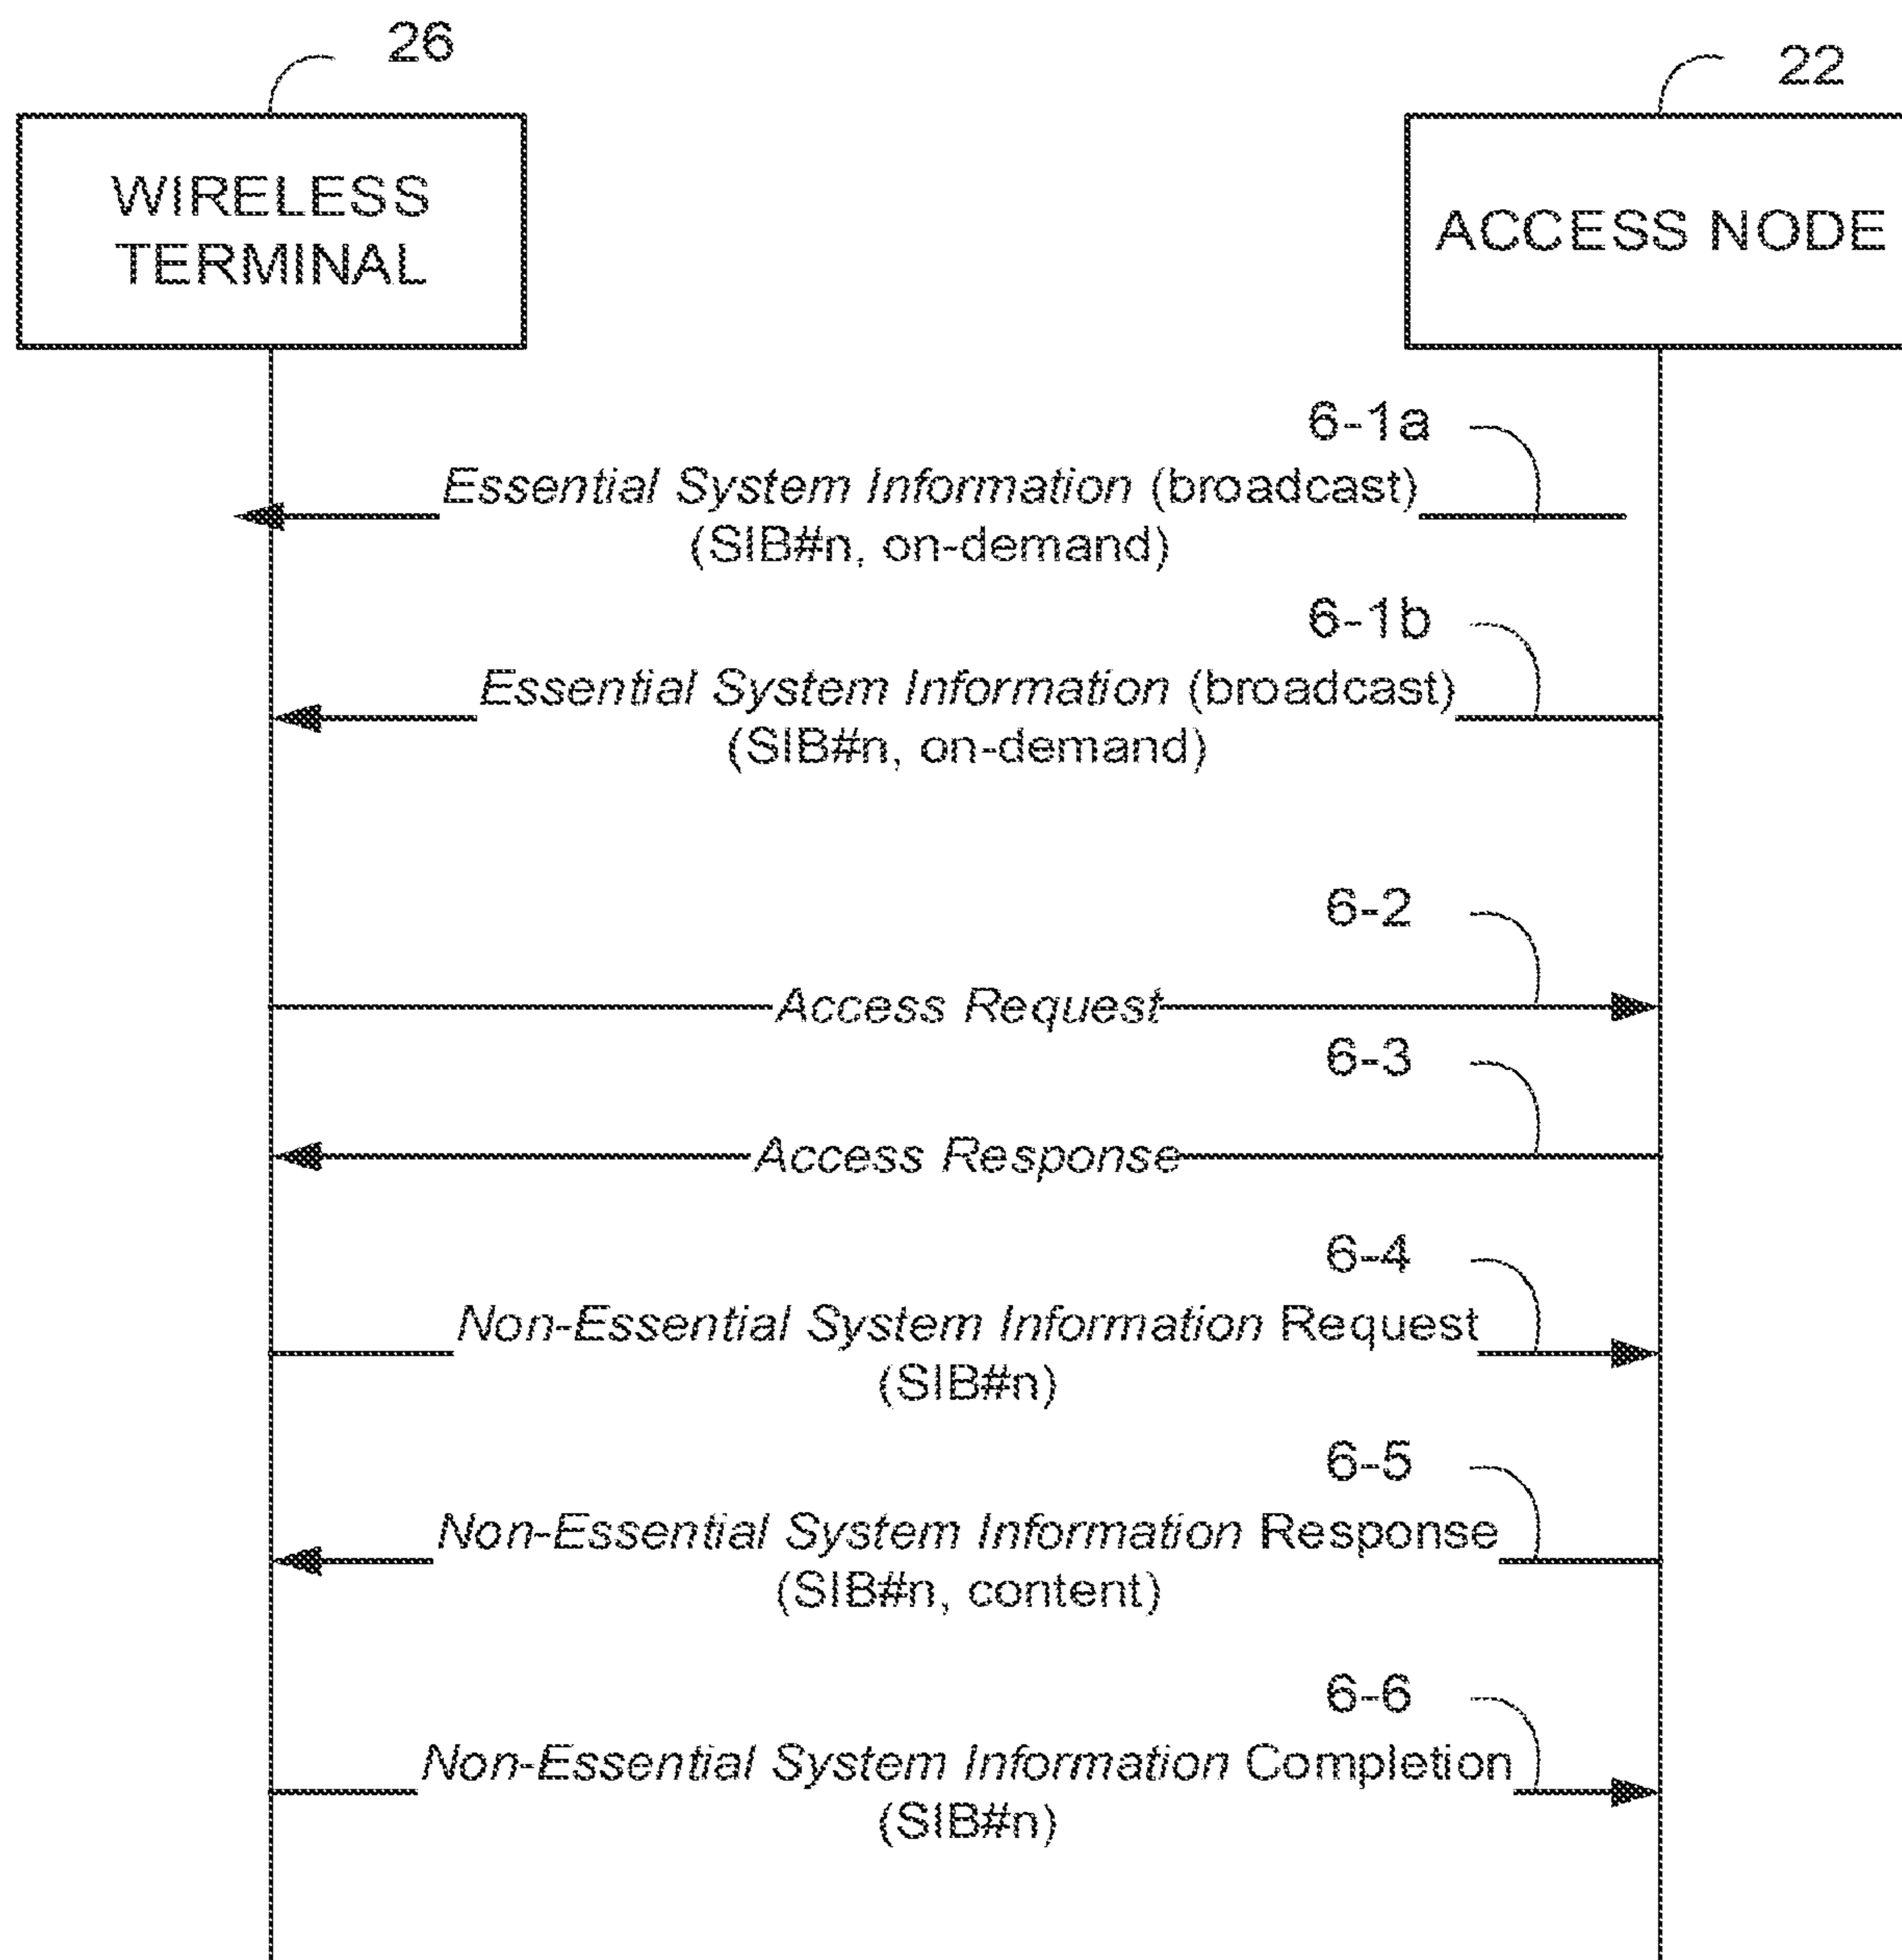 26
22
WIRELESS
TERMINAL
ACCESS NODE
6-1a
Essential System Information (broadcast)
(SIB#n, on-demand)
6-1b
Essential System Information (broadcast)
(SIB#n, on-demand)
6-2
Access Request
6-3
Access Response
6-4
Non-Essential System Information Request
(SIB#n)
6-5
Non-Essential System Information Response
(SIB#n, content)
6-6
Non-Essential System Information Completion
(SIB#n)